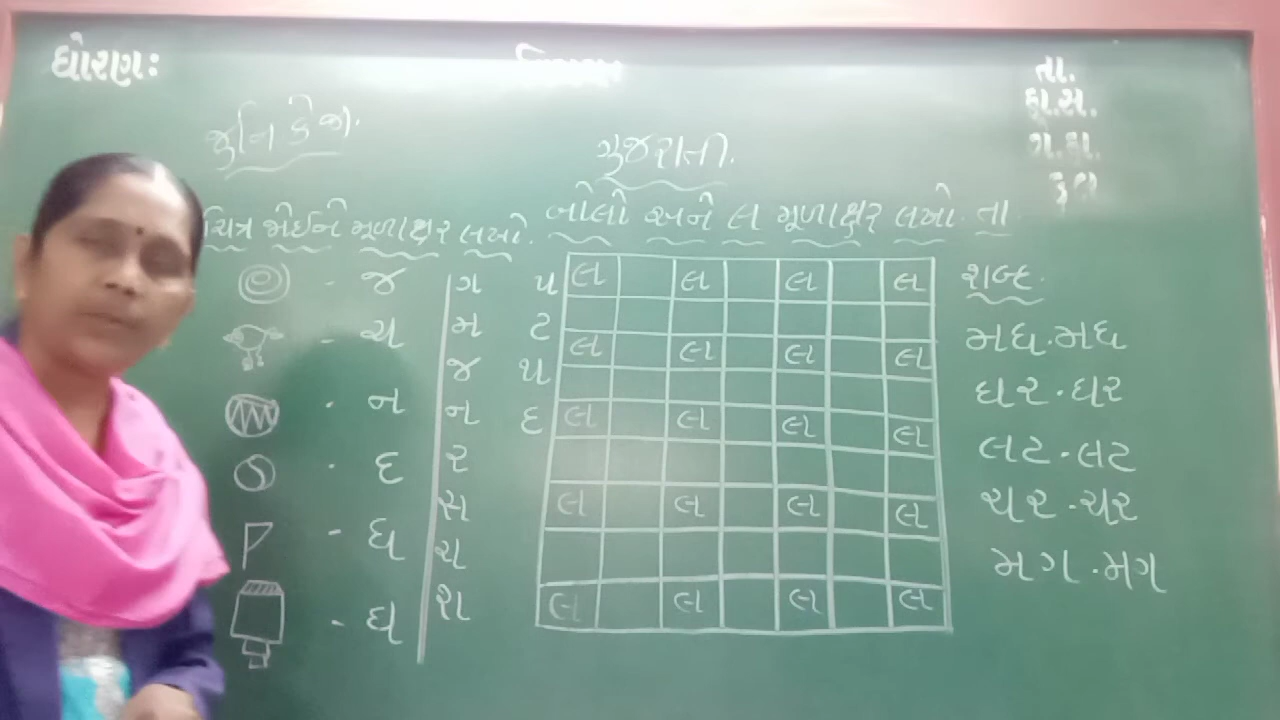 ધોરણ:
તા.
હા.સ.
ગ.હા.
કુલ
જુનિ કેજી.
ગુજરાતી.
ચિત્ર જોઈને મૂળાક્ષર લખો.
- જ
- ચ
- ન
- દ
- ધ
- ઘ
ગ
મ
જ
ન
ર
સ
શ
ટ
દ
બોલો અને લ મૂળાક્ષર લખો. તા
લ લ લ લ
લ લ લ લ
લ લ લ લ
લ લ લ લ
લ લ લ લ
શબ્દ.
મધ.મધ
ઘર.ઘર
લટ.લટ
ચર.ચર
મગ.મગ